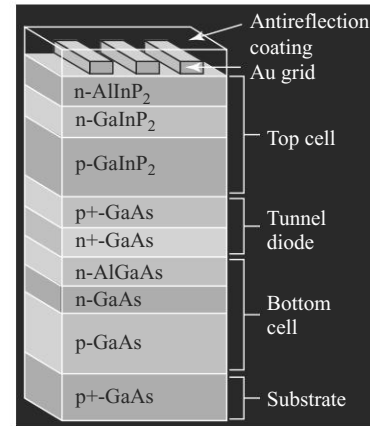 Antireflection
coating
Au grid
n-AlInP₂
n-GaInP₂
Top cell
p-GaInP₂
p+-GaAs
Tunnel
n+-GaAs
diode
n-AlGaAs
n-GaAs
Bottom
cell
p-GaAs
p+-GaAs
Substrate